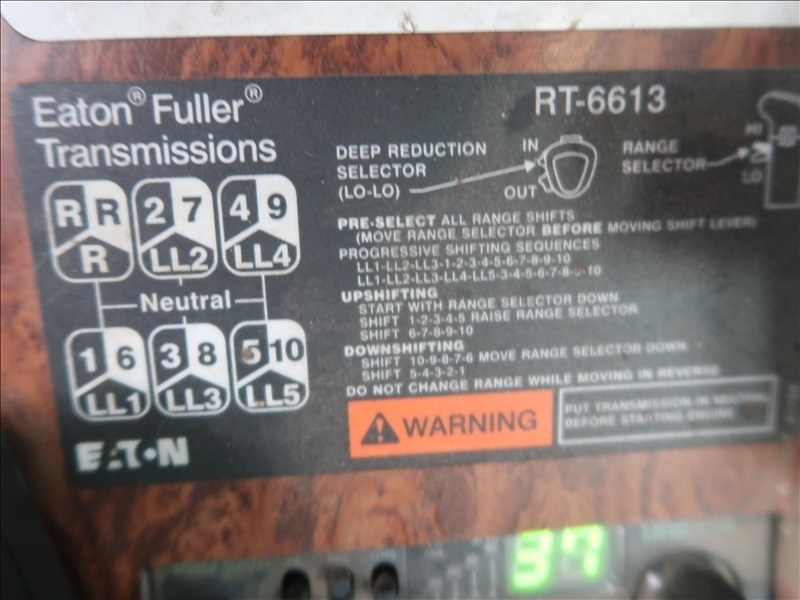 Eaton® Fuller®
Transmissions
RT-6613
DEEP REDUCTION
SELECTOR
(LO-LO)
IN
OUT
RANGE
SELECTOR
HI
LO
R R
R
2 7
LL2
4 9
LL4
Neutral
1 6
LL1
3 8
LL3
5 10
LL5
EATON
PRE-SELECT ALL RANGE SHIFTS
(MOVE RANGE SELECTOR BEFORE MOVING SHIFT LEVER)
PROGRESSIVE SHIFTING SEQUENCES
LL1-LL2-LL3-1-2-3-4-5-6-7-8-9-10
LL1-LL2-LL3-LL4-LL5-3-4-5-6-7-8-9-10
UPSHIFTING
START WITH RANGE SELECTOR DOWN
SHIFT 1-2-3-4-5 RAISE RANGE SELECTOR
SHIFT 6-7-8-9-10
DOWNSHIFTING
SHIFT 10-9-8-7-6 MOVE RANGE SELECTOR DOWN
SHIFT 5-4-3-2-1
DO NOT CHANGE RANGE WHILE MOVING IN REVERSE
WARNING
PUT TRANSMISSION IN NEUTRAL
BEFORE STARTING ENGINE
37